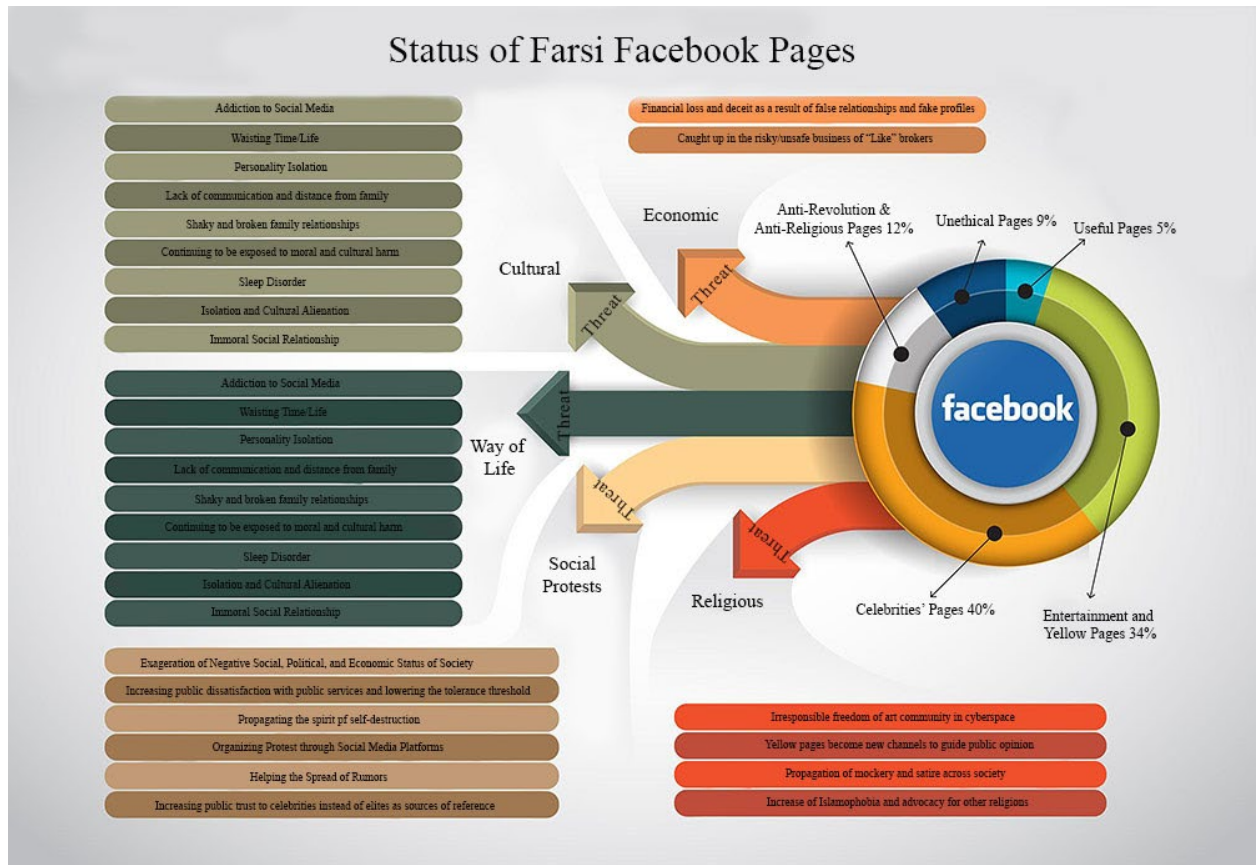 Status of Farsi Facebook Pages
Addiction to Social Media
Waisting Time/Life
Personality Isolation
Lack of communication and distance from family
Shaky and broken family relationships
Continuing to be exposed to moral and cultural harm
Sleep Disorder
Isolation and Cultural Alienation
Immoral Social Relationship
Financial loss and deceit as a result of false relationships and fake profiles
Caught up in the risky/unsafe business of “Like” brokers
Economic
Threat
Cultural
Threat
Anti-Revolution &
Anti-Religious Pages 12%
Unethical Pages 9%
Useful Pages 5%
facebook
Addiction to Social Media
Waisting Time/Life
Personality Isolation
Lack of communication and distance from family
Shaky and broken family relationships
Continuing to be exposed to moral and cultural harm
Sleep Disorder
Isolation and Cultural Alienation
Immoral Social Relationship
Threat
Way of
Life
Threat
Social
Protests
Threat
Religious
Celebrities’ Pages 40%
Entertainment and
Yellow Pages 34%
Exageration of Negative Social, Political, and Economic Status of Society
Increasing public dissatisfaction with public services and lowering the tolerance threshold
Propagating the spirit pf self-destruction
Organizing Protest through Social Media Platforms
Helping the Spread of Rumors
Increasing public trust to celebrities instead of elites as sources of reference
Irresponsible freedom of art community in cyberspace
Yellow pages become new channels to guide public opinion
Propagation of mockery and satire across society
Increase of Islamophobia and advocacy for other religions